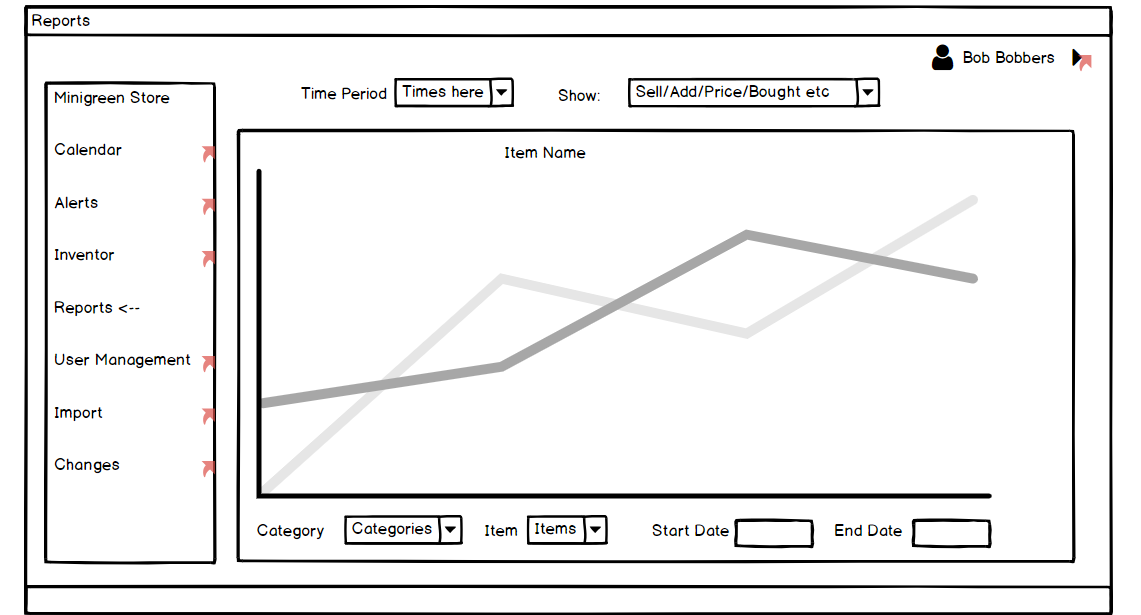 Reports
Bob Bobbers
Minigreen Store
Calendar
Alerts
Inventor
Reports <--
User Management
Import
Changes
Time Period Times here
Show: Sell/Add/Price/Bought etc
Item Name
Category Categories Item Items Start Date End Date